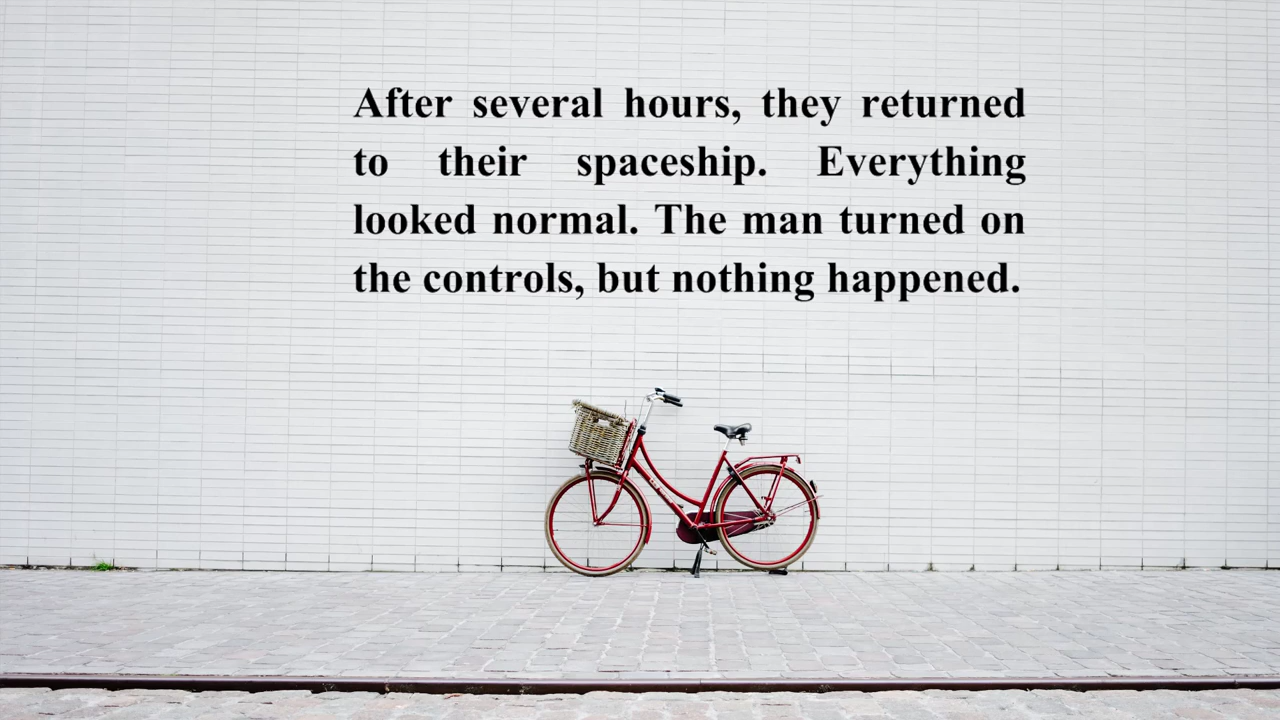 After several hours, they returned
to their spaceship. Everything
looked normal. The man turned on
the controls, but nothing happened.